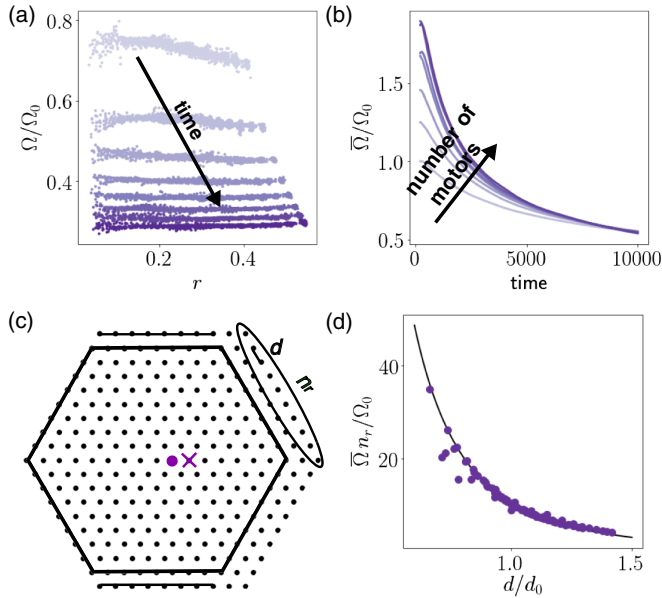 (a)
Ω/Ω₀
0.8
0.6
0.4
0.2
0.4
r
time
(b)
Ω̅/Ω₀
1.5
1.0
0.5
0
5000
10000
time
number of
motors
(c)
d
nᵣ
(d)
Ω̅ nᵣ/Ω₀
40
20
1.0
1.5
d/d₀